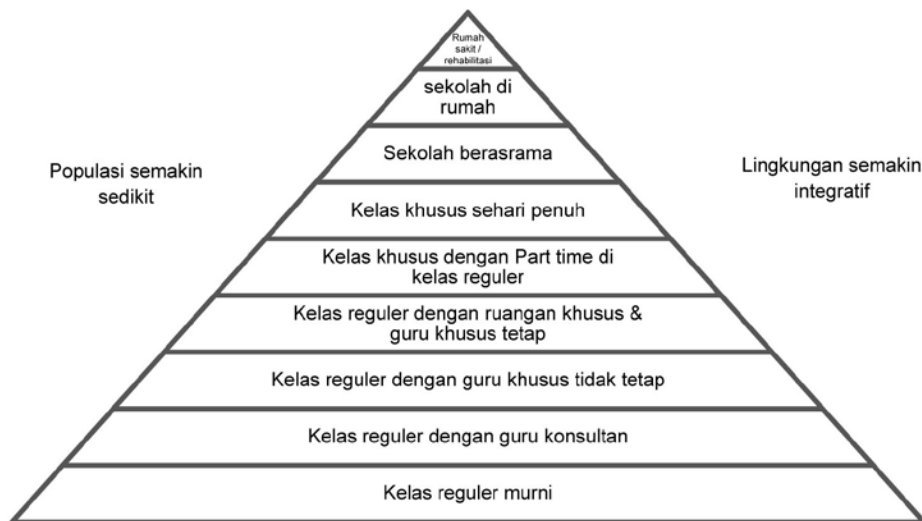 Rumah
sakit /
rehabilitasi
sekolah di
rumah
Sekolah berasrama
Populasi semakin
sedikit
Lingkungan semakin
integratif
Kelas khusus sehari penuh
Kelas khusus dengan Part time di
kelas reguler
Kelas reguler dengan ruangan khusus &
guru khusus tetap
Kelas reguler dengan guru khusus tidak tetap
Kelas reguler dengan guru konsultan
Kelas reguler murni